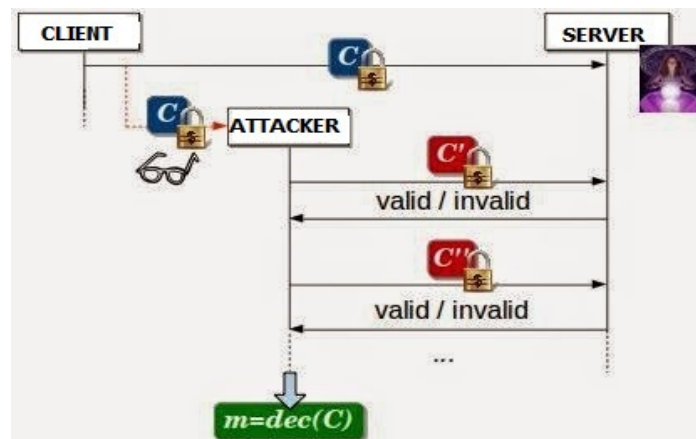 CLIENT
SERVER
C
C
ATTACKER
C'
valid / invalid
C''
valid / invalid
...
m=dec(C)